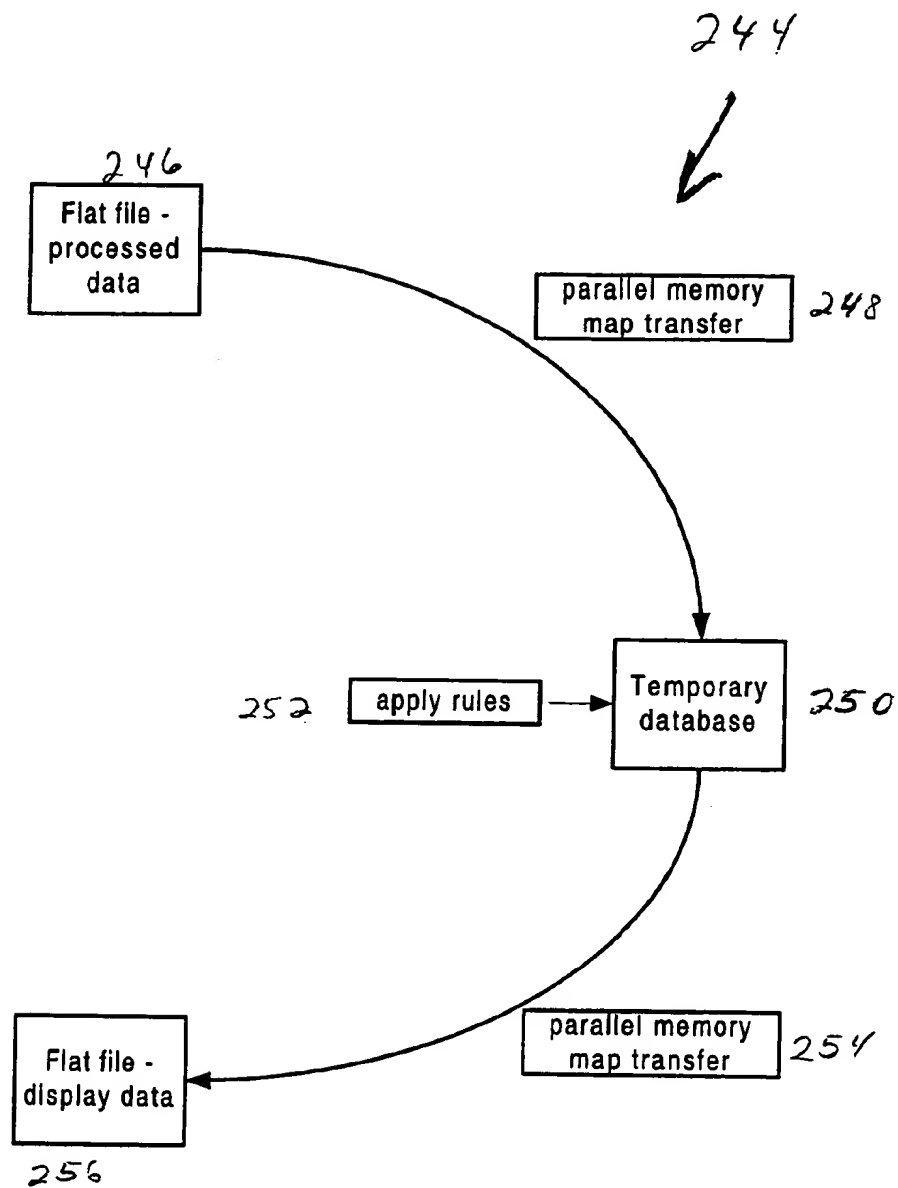 244
246
Flat file -
processed
data
parallel memory
map transfer
248
252
apply rules
Temporary
database
250
parallel memory
map transfer
254
Flat file -
display data
256